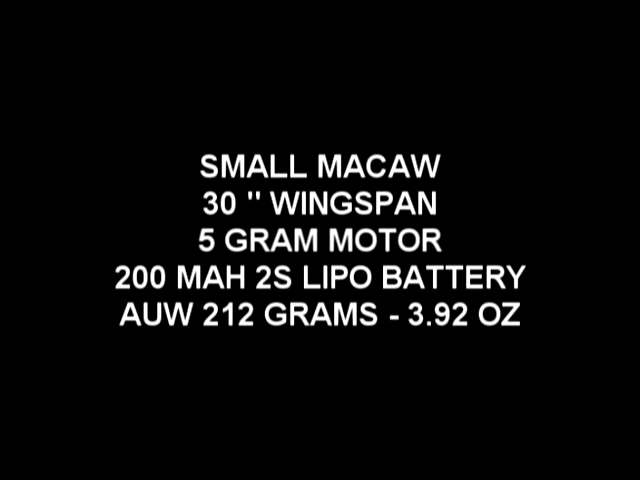 SMALL MACAW
30 " WINGSPAN
5 GRAM MOTOR
200 MAH 2S LIPO BATTERY
AUW 212 GRAMS - 3.92 OZ